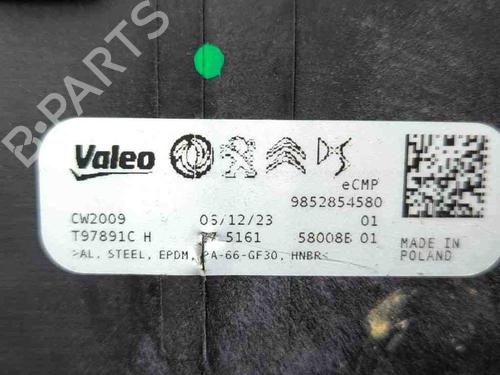 B-PARTS
Valeo
DS
eCMP
9852854580
CW2009 06/12/23 01
T97891C H 5161 58008B 01
>AL, STEEL, EPDM, PA-66-GF30, HNBR<
MADE IN
POLAND